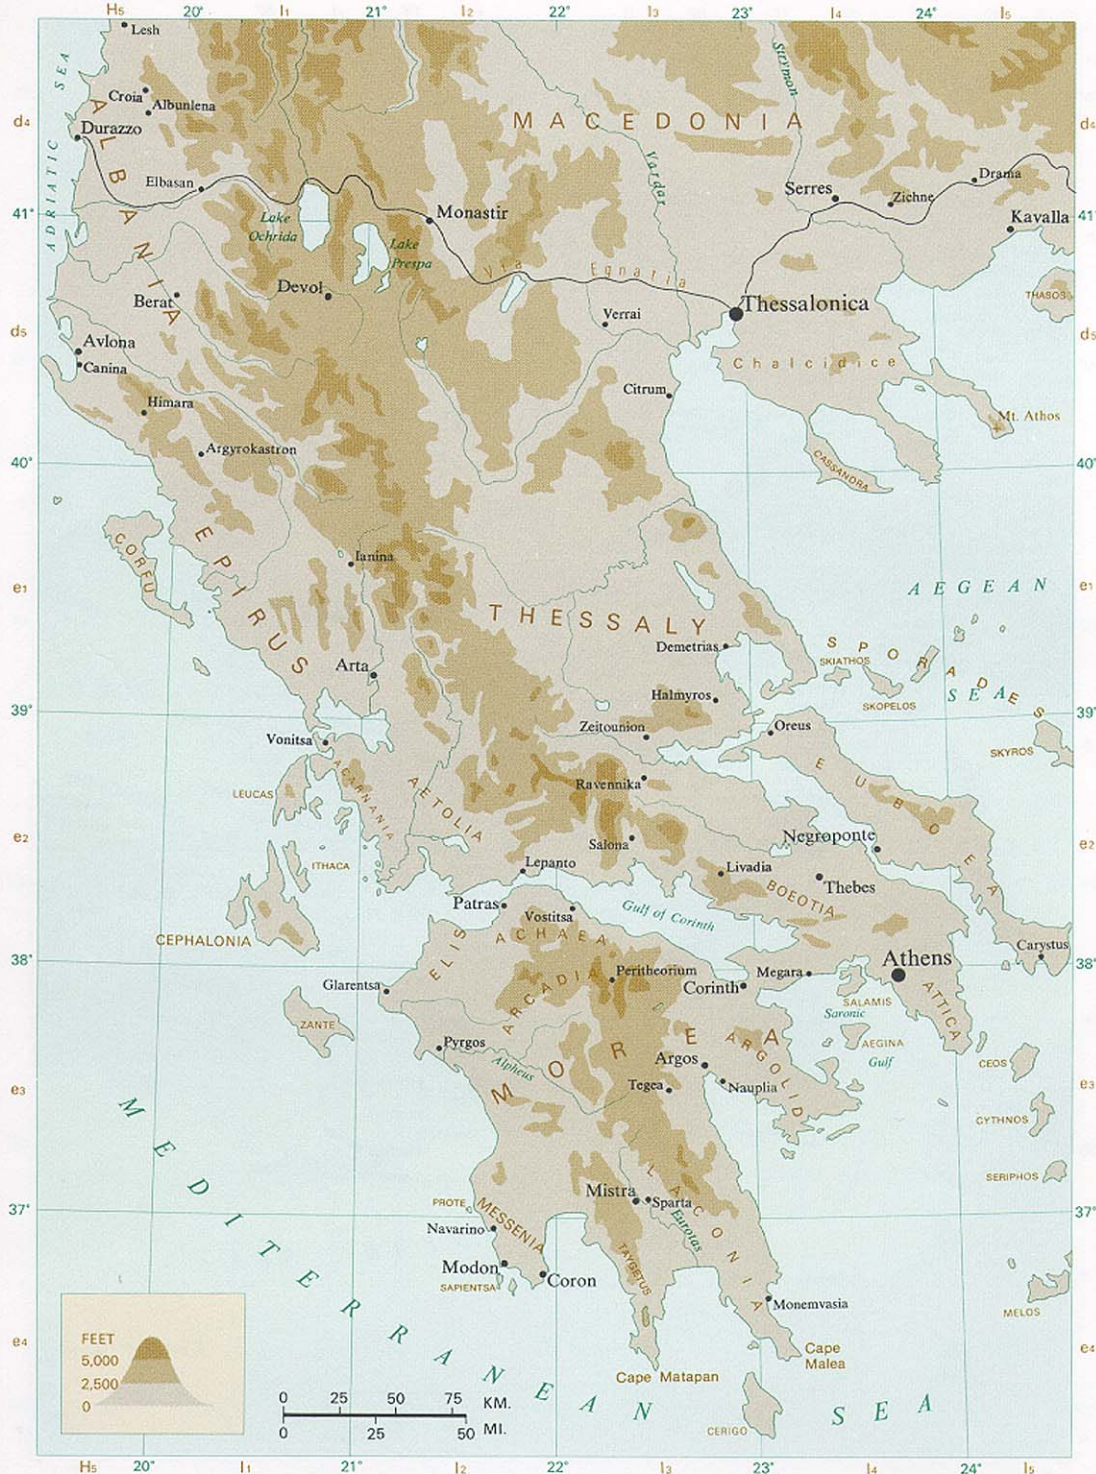 H5 20° I1 21° I2 22° I3 23° I4 24° I5
Lesh
ADRIATIC SEA
Croia
Albunlena
Strymon
d4
MACEDONIA
d4
Durazzo
ALBANIA
Vardar
Elbasan
Drama
Serres
Zichne
41°
Lake Ochrida
Monastir
Kavalla
41°
Lake Prespa
Via Egnatia
Devol
Berat
THASOS
Thessalonica
Verrai
d5
d5
Avlona
Canina
Chalcidice
Citrum
Himara
Mt. Athos
Argyrokastron
40°
CASSANDRA
40°
CORFU
EPIRUS
Ianina
e1
AEGEAN SEA
e1
THESSALY
Demetrias
SPORADES
SKIATHOS
Arta
Halmyros
SKOPELOS
39°
39°
Zeitounion
Oreus
Vonitsa
SKYROS
Ravennika
EUBOEA
LEUCAS
ACARNANIA
AETOLIA
e2
Negroponte
e2
Salona
ITHACA
Lepanto
Livadia
Thebes
BOEOTIA
Patras
Vostitsa
Gulf of Corinth
CEPHALONIA
ELIS
ACHAEA
Carystus
38°
Athens
38°
Glarentsa
ARCADIA
Peritheorium
Megara
Corinth
SALAMIS
ATTICA
ZANTE
Saronic Gulf
AEGINA
Pyrgos
MOREA
ARGOLID
Argos
CEOS
Alpheus
Tegea
Nauplia
e3
e3
CYTHNOS
MEDITERRANEAN SEA
LACONIA
SERIPHOS
Mistra
Sparta
PROTE
MESSENIA
37°
37°
Navarino
Eurotas
TAYGETUS
Modon
Coron
SAPIENTSA
Monemvasia
MELOS
e4
FEET
5,000
2,500
0
Cape Malea
e4
Cape Matapan
0 25 50 75 KM.
0 25 50 MI.
CERIGO
H5 20° I1 21° I2 22° I3 23° I4 24° I5